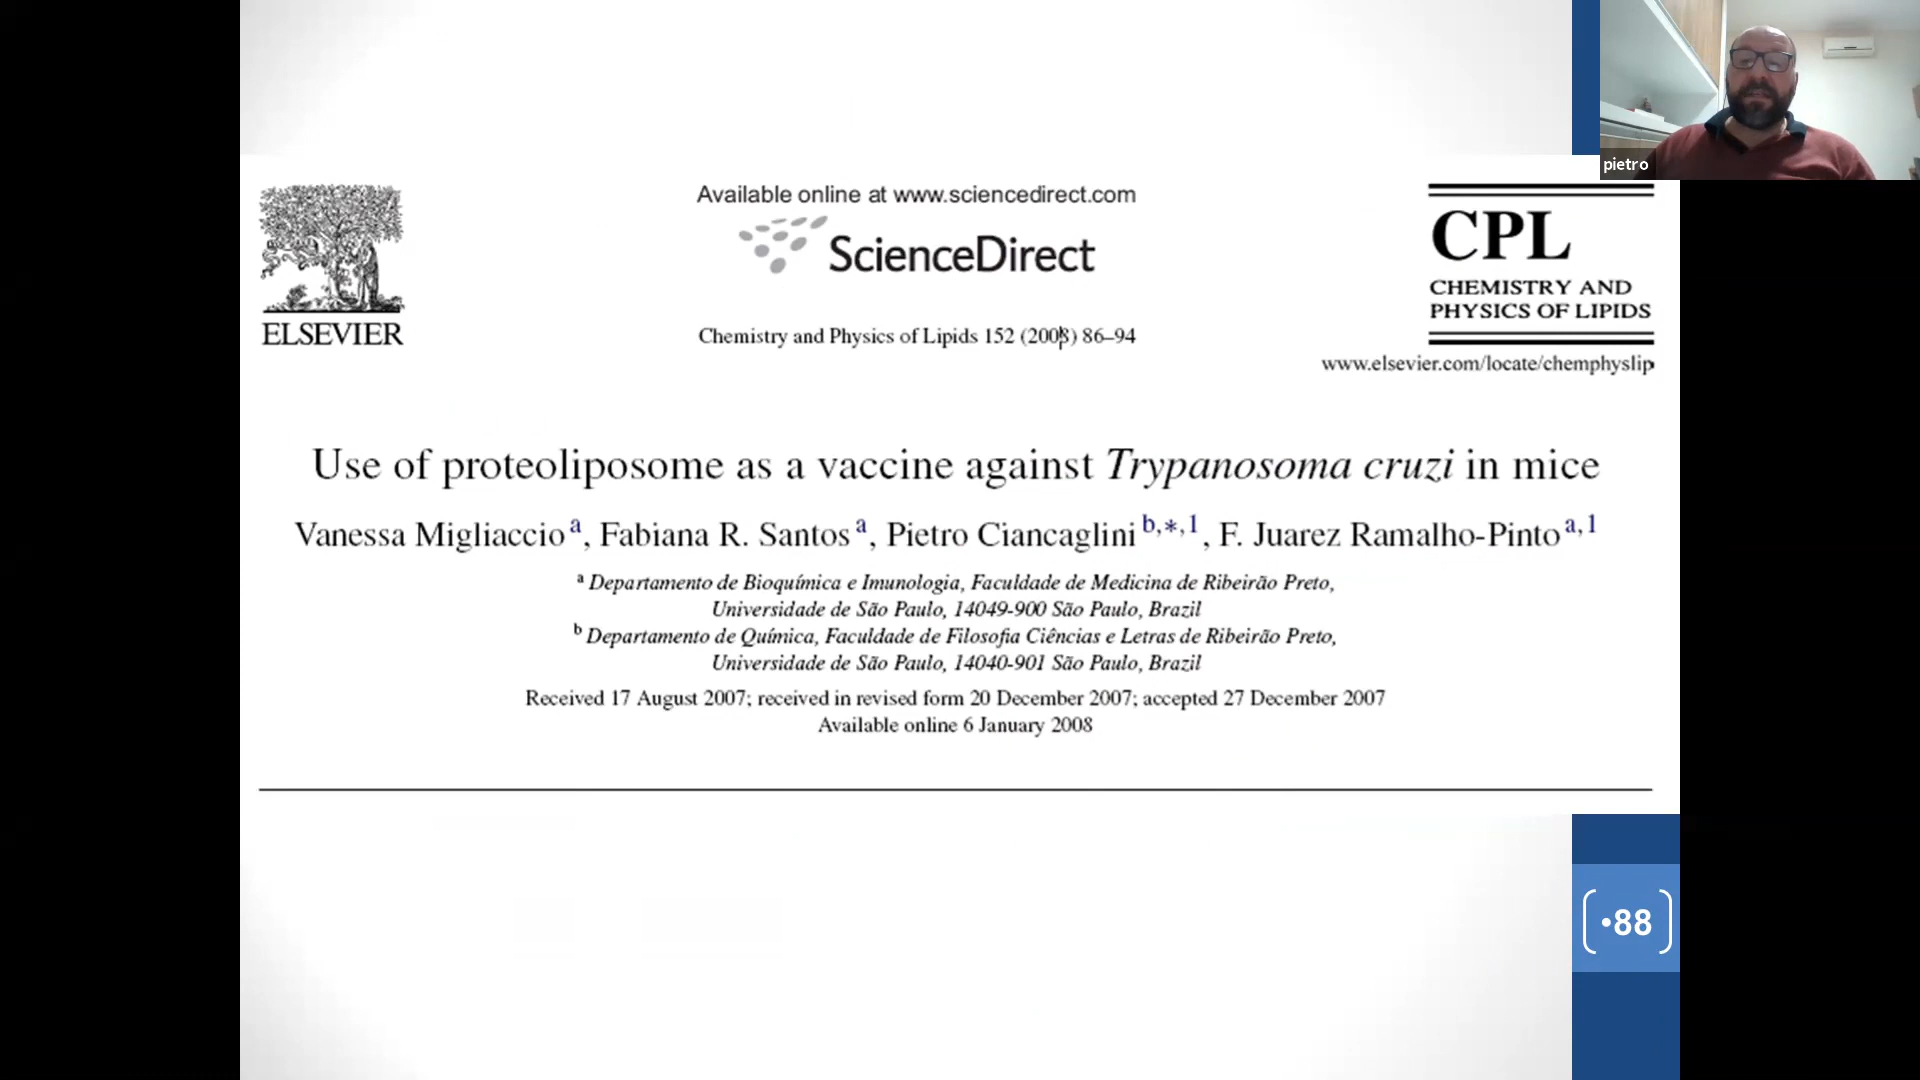 pietro
Available online at www.sciencedirect.com
ScienceDirect
ELSEVIER
Chemistry and Physics of Lipids 152 (2008) 86–94
CPL
CHEMISTRY AND
PHYSICS OF LIPIDS
www.elsevier.com/locate/chemphyslip
Use of proteoliposome as a vaccine against Trypanosoma cruzi in mice
Vanessa Migliaccio a, Fabiana R. Santos a, Pietro Ciancaglini b,*,1, F. Juarez Ramalho-Pinto a,1
a Departamento de Bioquímica e Imunologia, Faculdade de Medicina de Ribeirão Preto,
Universidade de São Paulo, 14049-900 São Paulo, Brazil
b Departamento de Química, Faculdade de Filosofia Ciências e Letras de Ribeirão Preto,
Universidade de São Paulo, 14040-901 São Paulo, Brazil
Received 17 August 2007; received in revised form 20 December 2007; accepted 27 December 2007
Available online 6 January 2008
•88